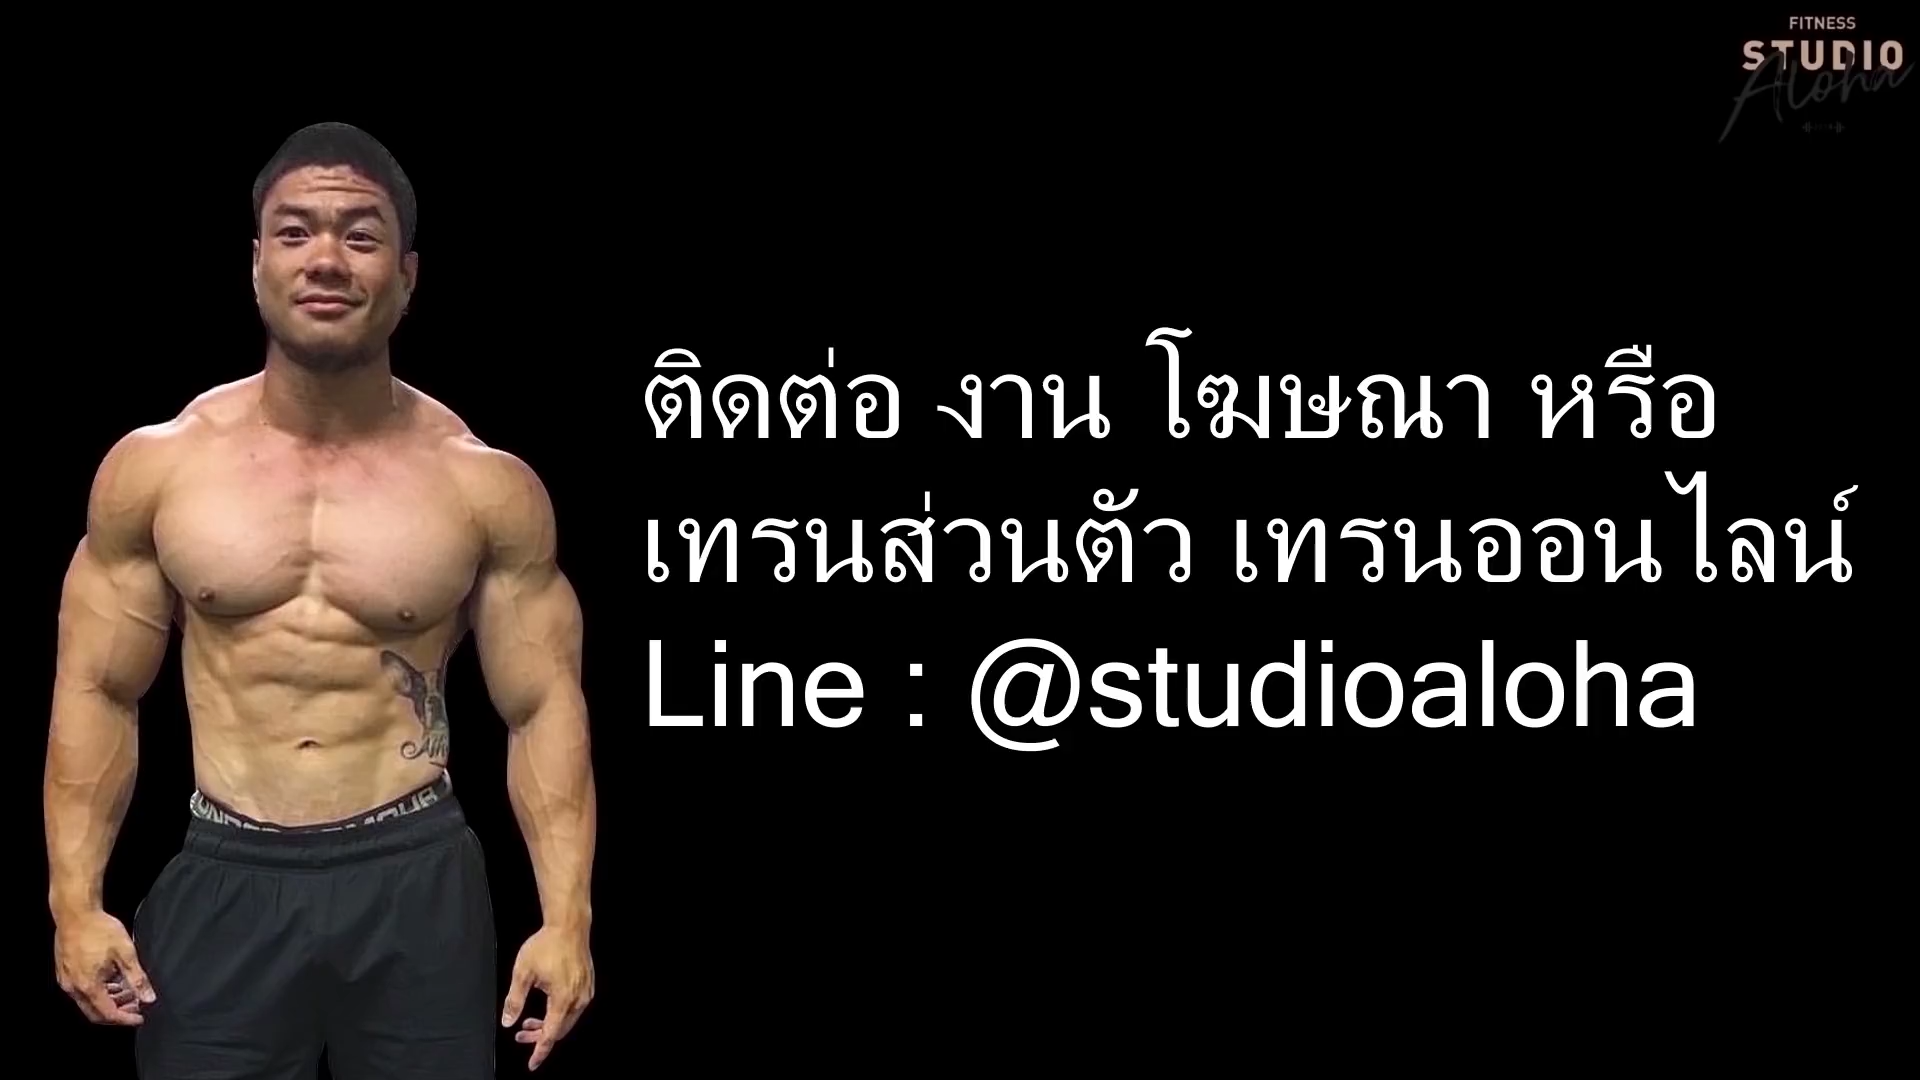 FITNESS
STUDIO
Aloha
ติดต่อ งาน โฆษณา หรือ
เทรนส่วนตัว เทรนออนไลน์
Line : @studioaloha